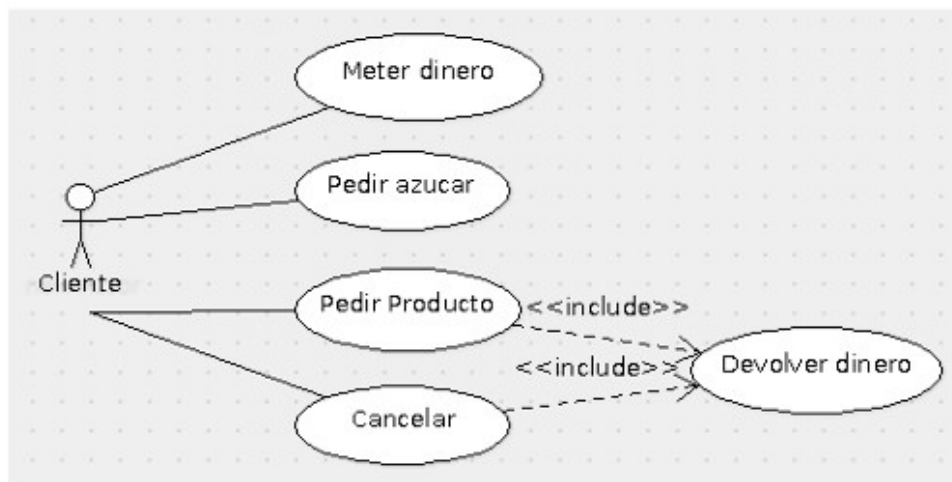 Meter dinero
Pedir azucar
Cliente
Pedir Producto
<<include>>
<<include>>
Devolver dinero
Cancelar